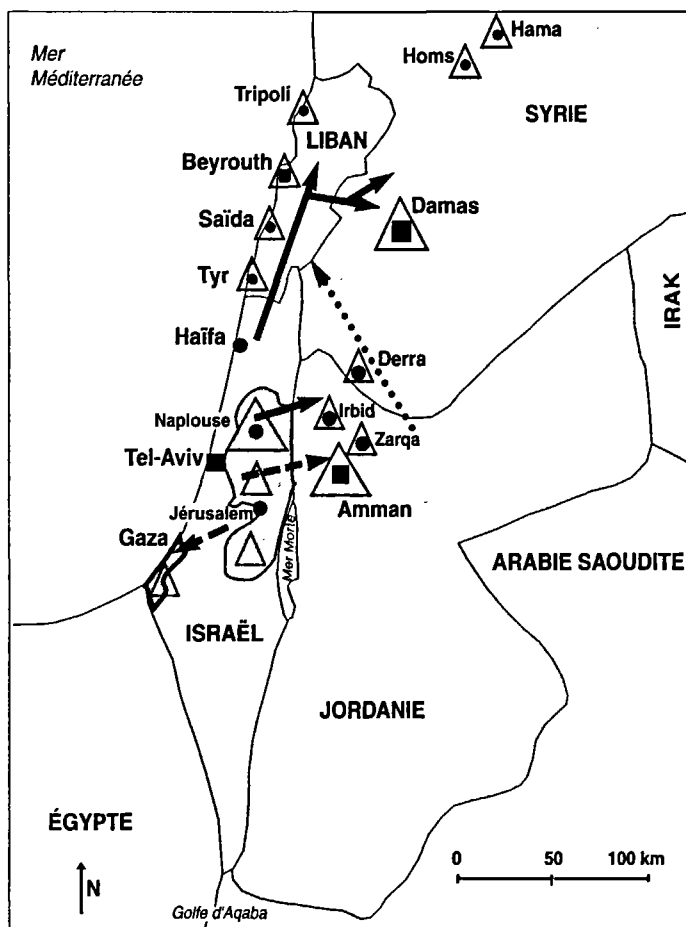 Mer
Méditerranée
Hama
Homs
Tripoli
SYRIE
LIBAN
Beyrouth
Damas
Saïda
Tyr
IRAK
Haïfa
Derra
Naplouse
Irbid
Zarqa
Tel-Aviv
Amman
Jérusalem
Gaza
Mer Morte
ARABIE SAOUDITE
ISRAËL
JORDANIE
ÉGYPTE
0 50 100 km
N
Golfe d'Aqaba